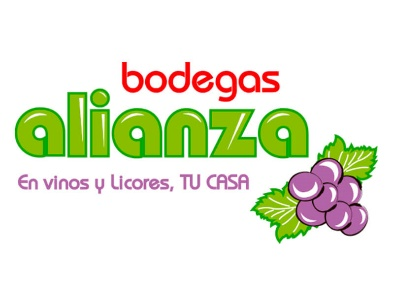 bodegas
alianza
En vinos y Licores, TU CASA